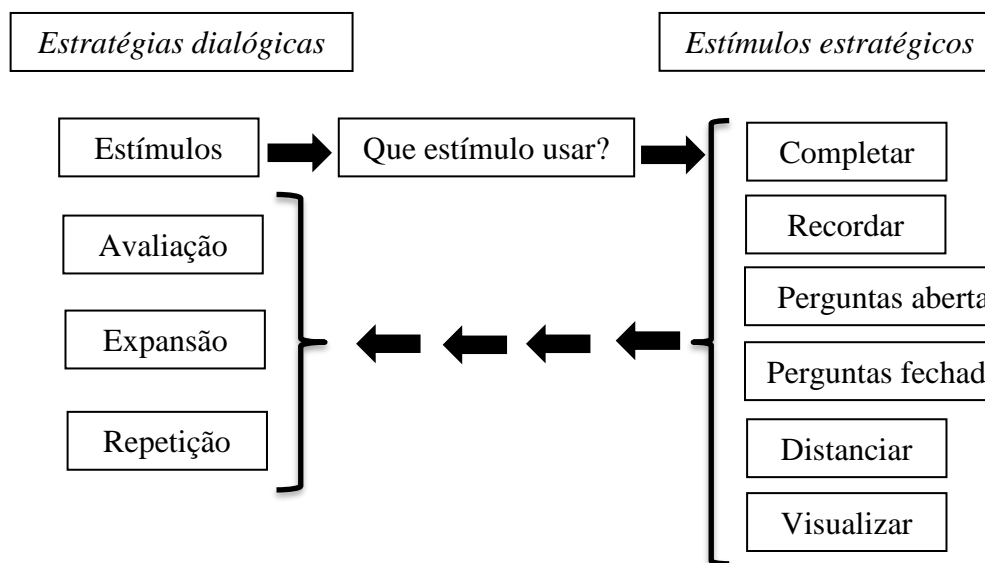 Estratégias dialógicas
Estímulos estratégicos
Estímulos
Que estímulo usar?
Completar
Avaliação
Recordar
Perguntas aberta
Expansão
Perguntas fechad
Repetição
Distanciar
Visualizar